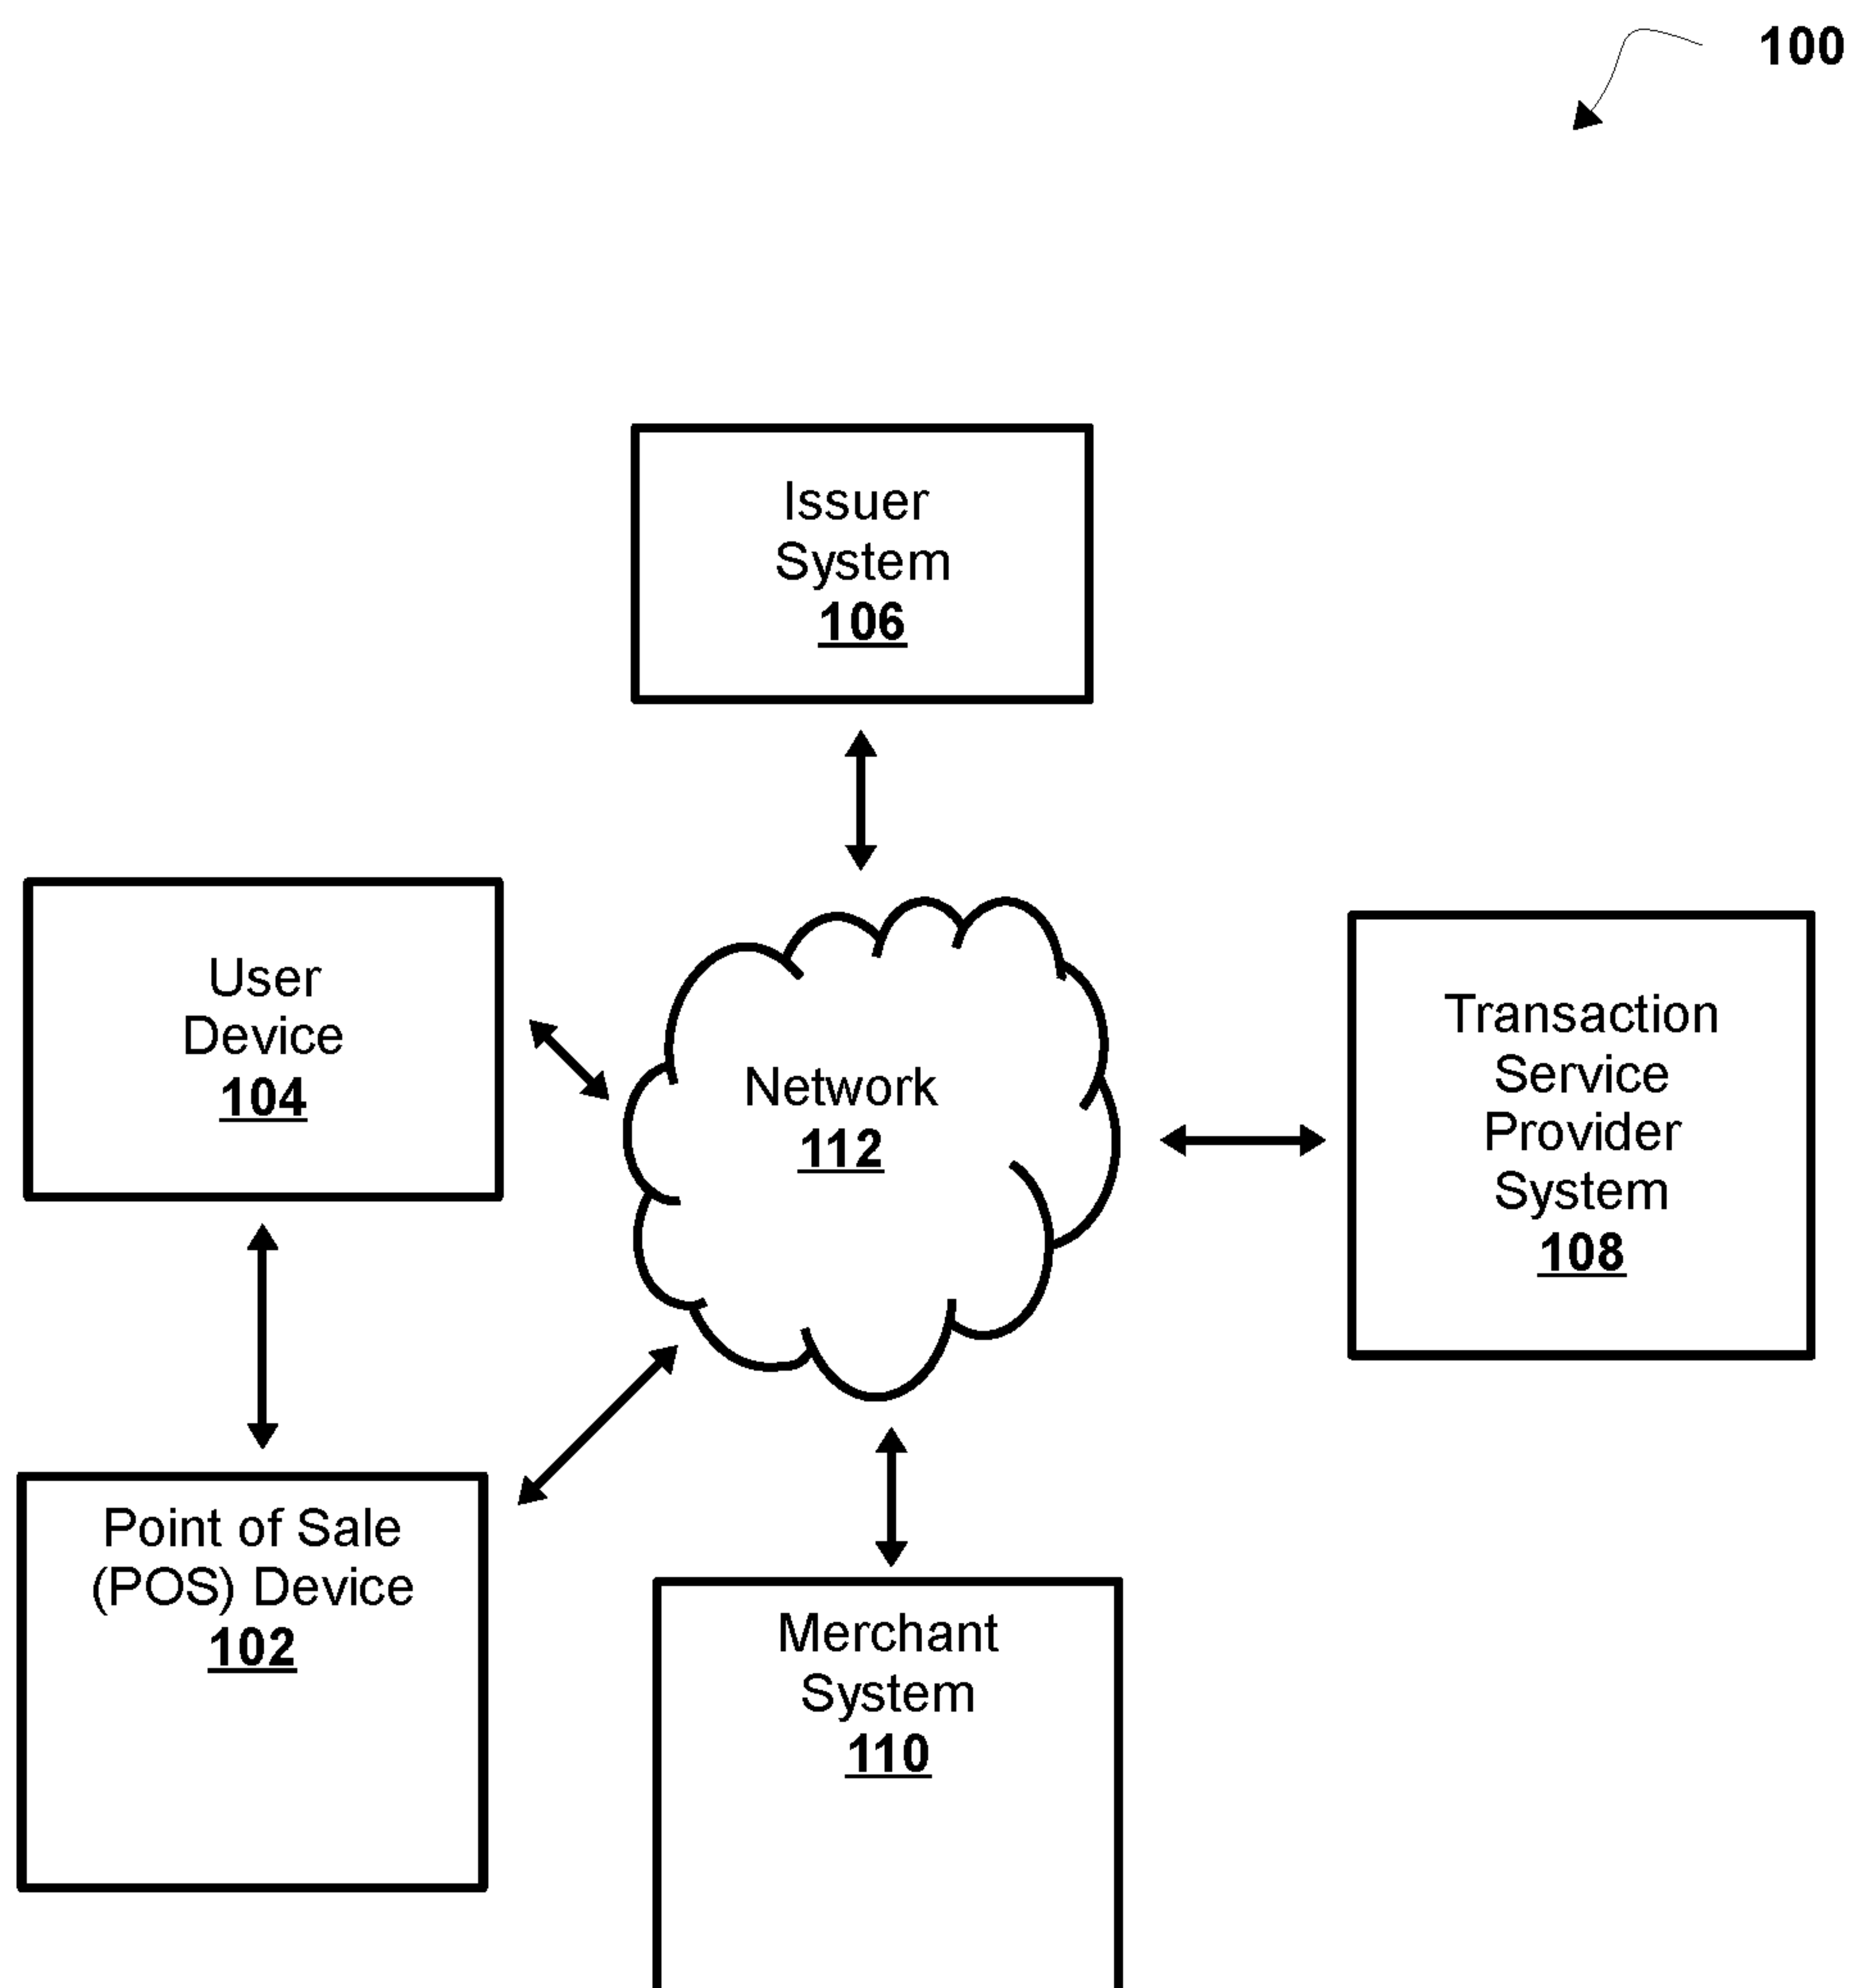 100
Issuer
System
106
User
Device
104
Network
112
Transaction
Service
Provider
System
108
Point of Sale
(POS) Device
102
Merchant
System
110